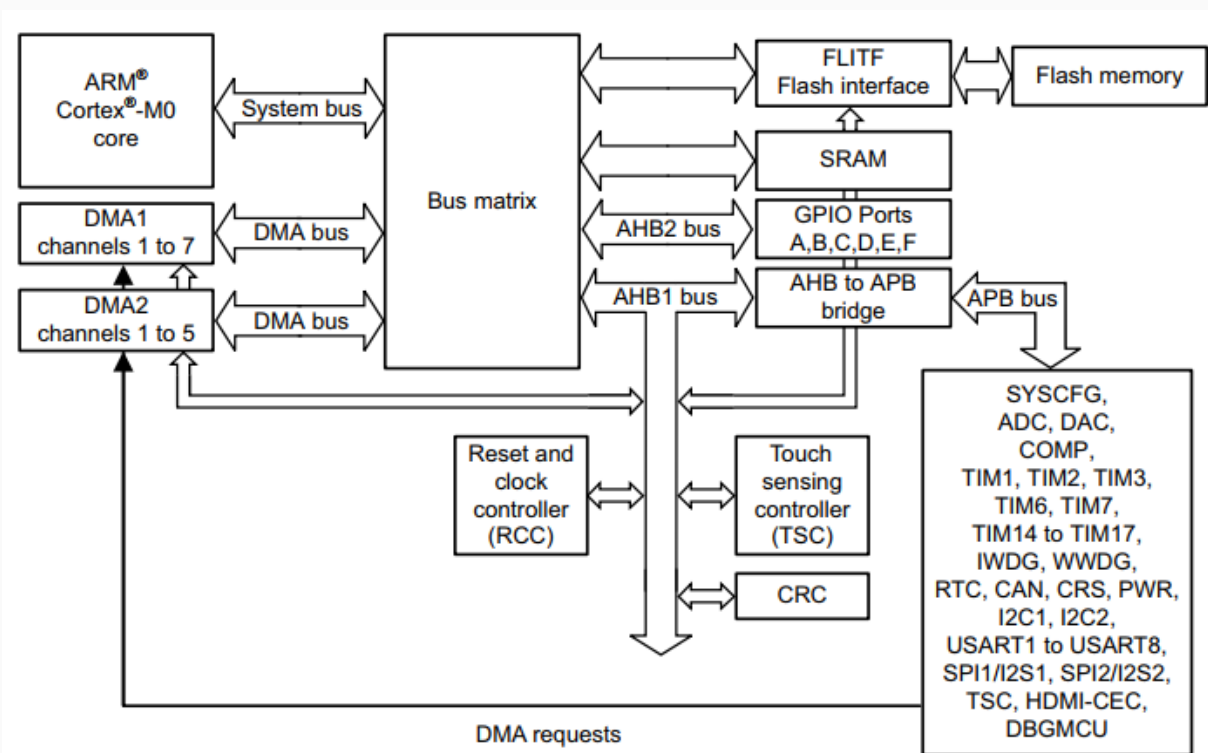 ARM®
Cortex®-M0
core
System bus
Bus matrix
FLITF
Flash interface
Flash memory
SRAM
DMA1
channels 1 to 7
DMA bus
AHB2 bus
GPIO Ports
A,B,C,D,E,F
DMA2
channels 1 to 5
DMA bus
AHB1 bus
AHB to APB
bridge
APB bus
Reset and
clock
controller
(RCC)
Touch
sensing
controller
(TSC)
CRC
SYSCFG,
ADC, DAC,
COMP,
TIM1, TIM2, TIM3,
TIM6, TIM7,
TIM14 to TIM17,
IWDG, WWDG,
RTC, CAN, CRS, PWR,
I2C1, I2C2,
USART1 to USART8,
SPI1/I2S1, SPI2/I2S2,
TSC, HDMI-CEC,
DBGMCU
DMA requests